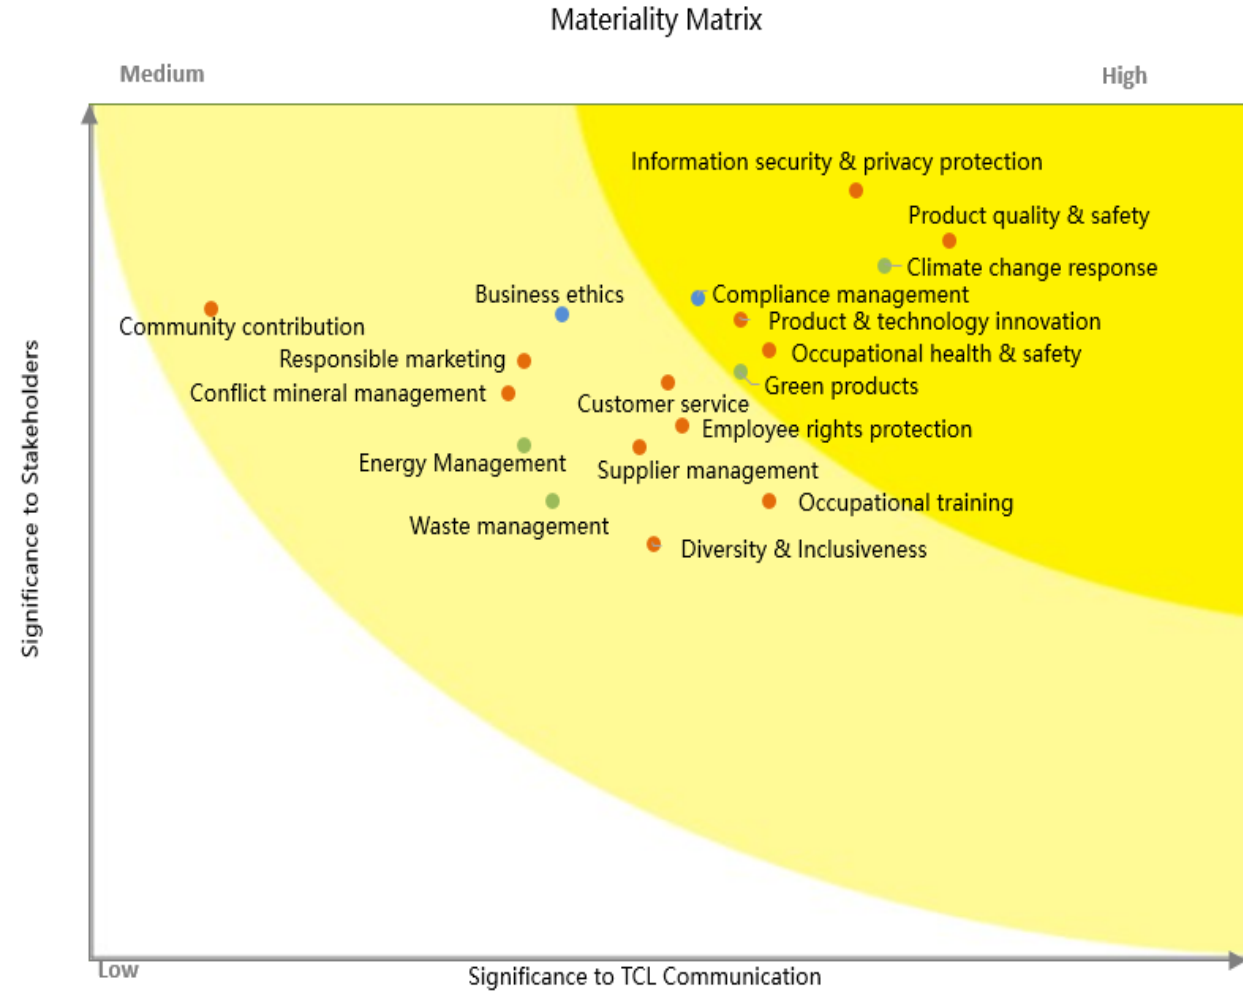 Materiality Matrix
Medium
High
Information security & privacy protection
Product quality & safety
Climate change response
Business ethics
Compliance management
Community contribution
Product & technology innovation
Responsible marketing
Occupational health & safety
Conflict mineral management
Green products
Customer service
Employee rights protection
Energy Management
Supplier management
Occupational training
Waste management
Diversity & Inclusiveness
Significance to Stakeholders
Low
Significance to TCL Communication